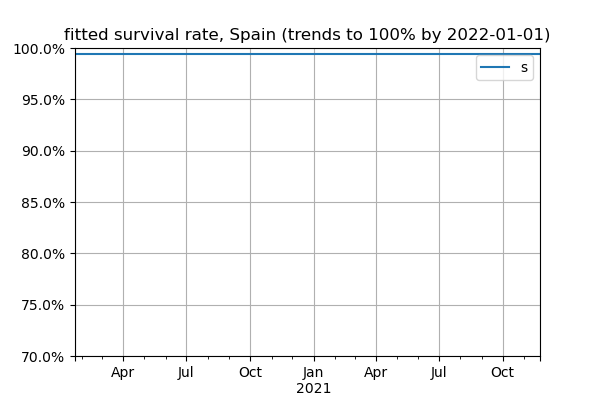 fitted survival rate, Spain (trends to 100% by 2022-01-01)
100.0%
s
95.0%
90.0%
85.0%
80.0%
75.0%
70.0%
Apr Jul Oct Jan Apr Jul Oct
2021